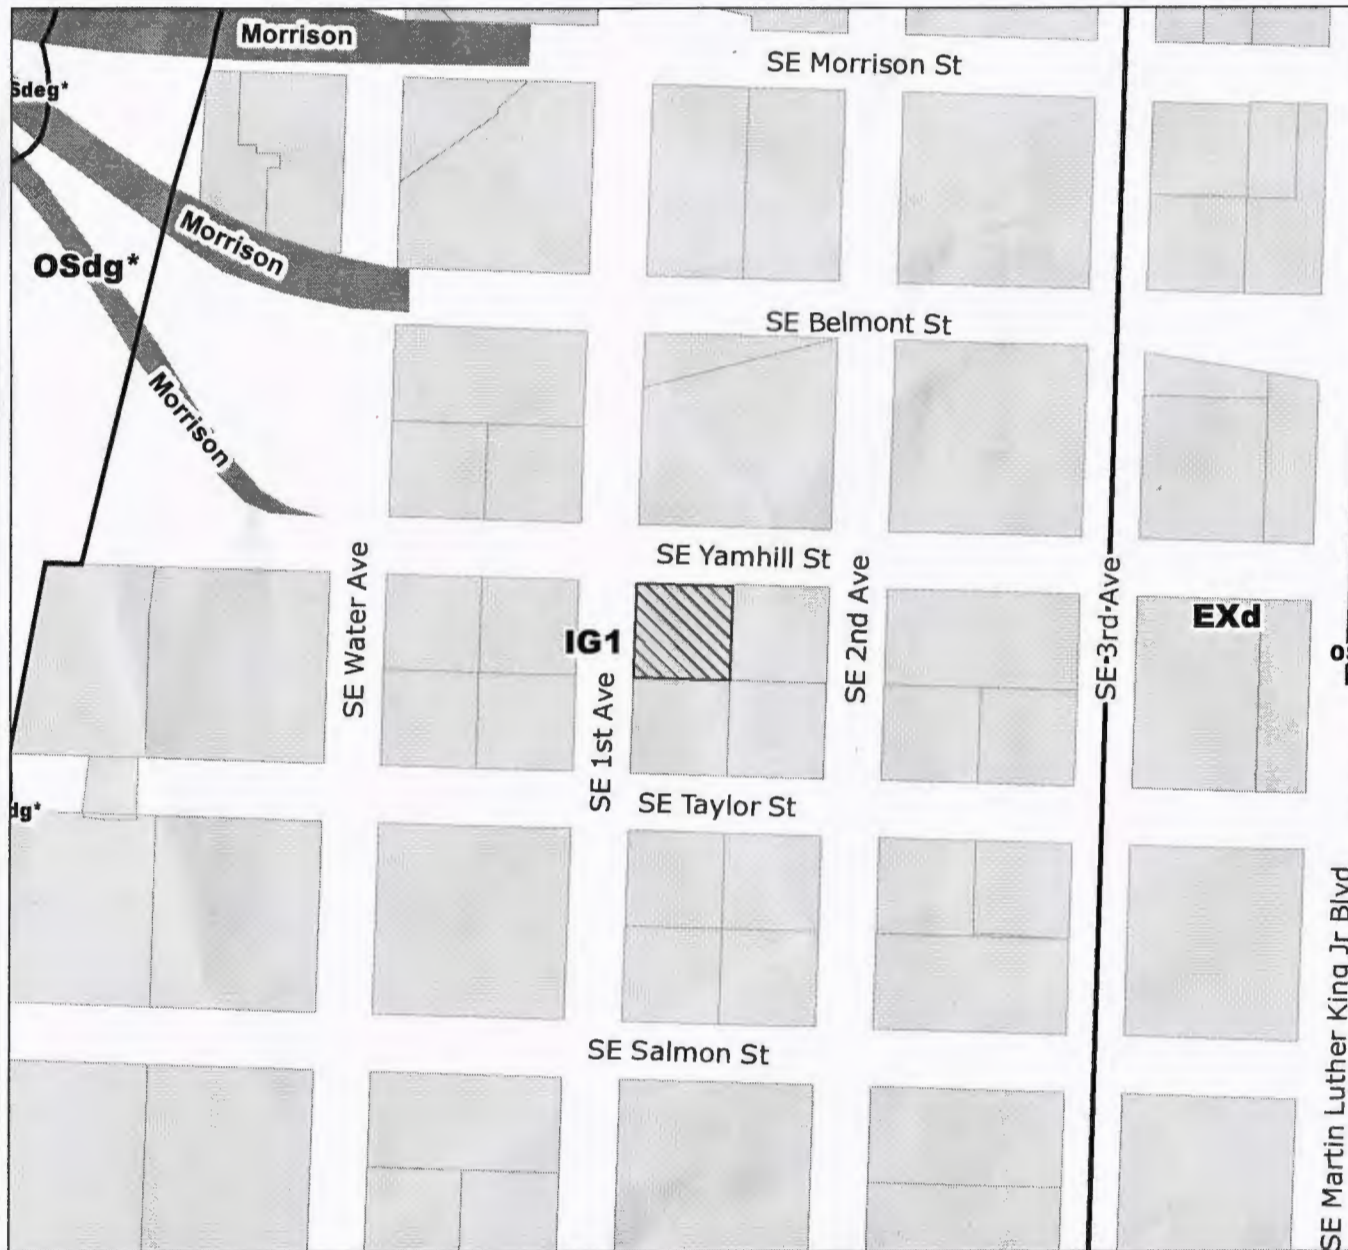 Morrison
SE Morrison St
Sdeg*
Morrison
OSdg*
SE Belmont St
Morrison
SE Yamhill St
SE Water Ave
IG1
SE 1st Ave
SE 2nd Ave
SE 3rd Ave
EXd
SE Taylor St
dg*
SE Salmon St
SE Martin Luther King Jr Blvd